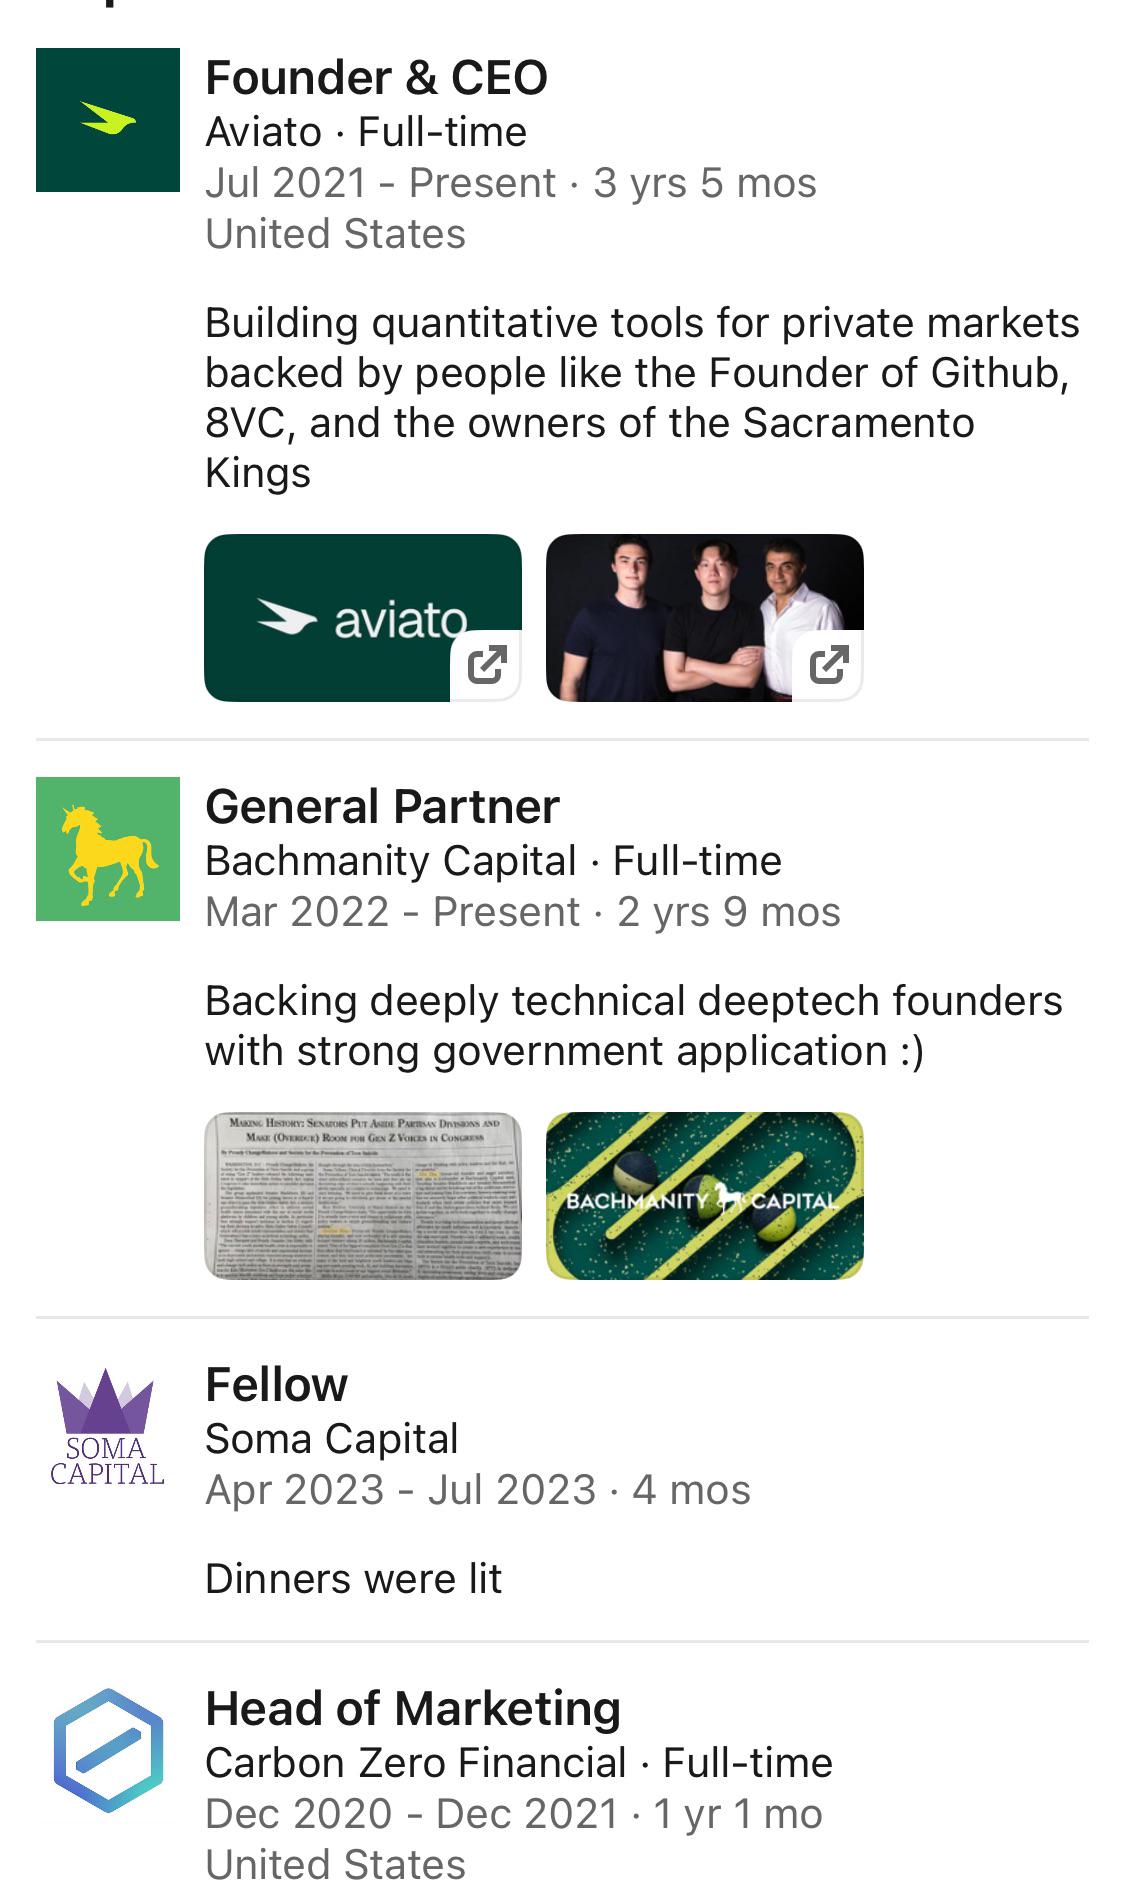 Founder & CEO
Aviato · Full-time
Jul 2021 - Present · 3 yrs 5 mos
United States
Building quantitative tools for private markets
backed by people like the Founder of Github,
8VC, and the owners of the Sacramento
Kings
aviato
General Partner
Bachmanity Capital · Full-time
Mar 2022 - Present · 2 yrs 9 mos
Backing deeply technical deeptech founders
with strong government application :)
Making History: Senators Put Aside Partisan Divisions and
Make (Overdue) Room for Gen Z Voices in Congress
BACHMANITY CAPITAL
Fellow
SOMA
CAPITAL
Soma Capital
Apr 2023 - Jul 2023 · 4 mos
Dinners were lit
Head of Marketing
Carbon Zero Financial · Full-time
Dec 2020 - Dec 2021 · 1 yr 1 mo
United States